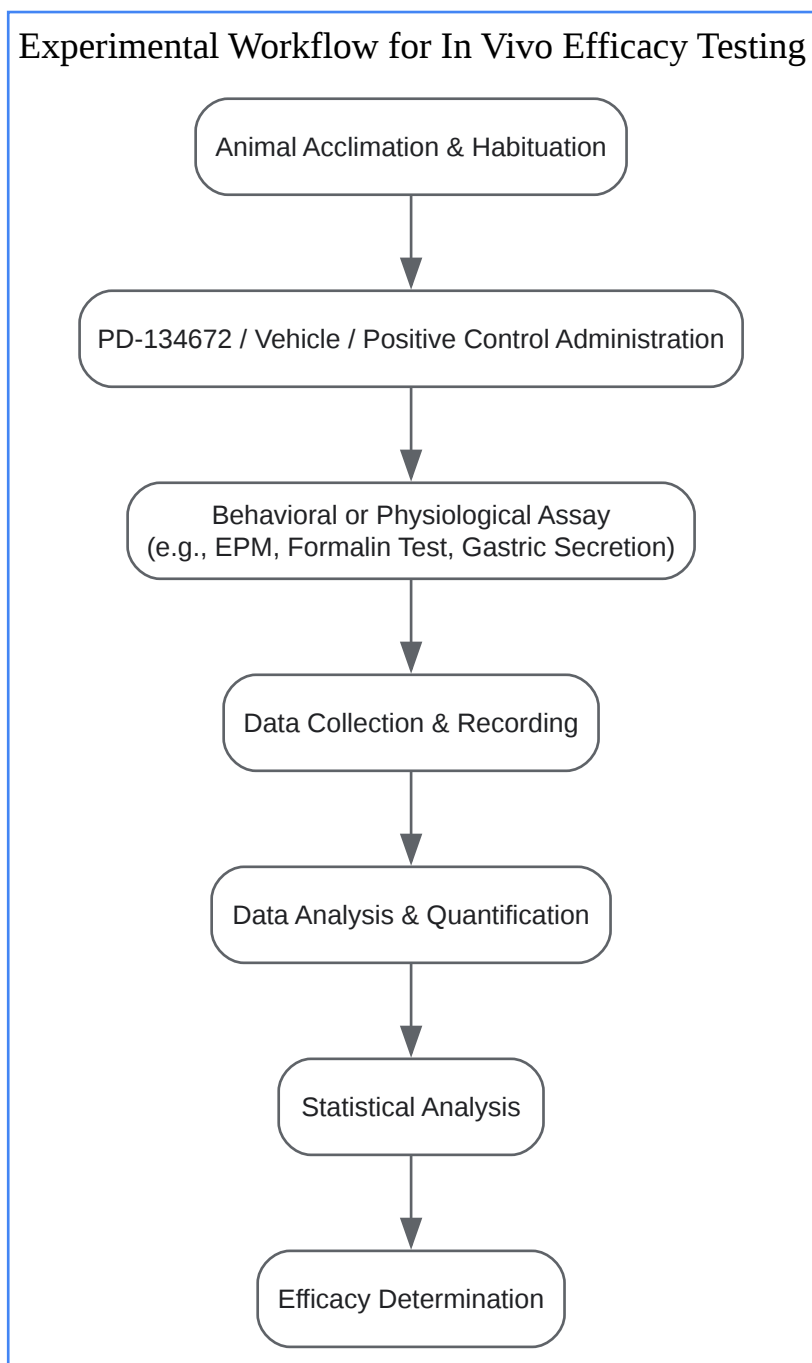 Experimental Workflow for In Vivo Efficacy Testing
Animal Acclimation & Habituation
PD-134672 / Vehicle / Positive Control Administration
Behavioral or Physiological Assay
(e.g., EPM, Formalin Test, Gastric Secretion)
Data Collection & Recording
Data Analysis & Quantification
Statistical Analysis
Efficacy Determination